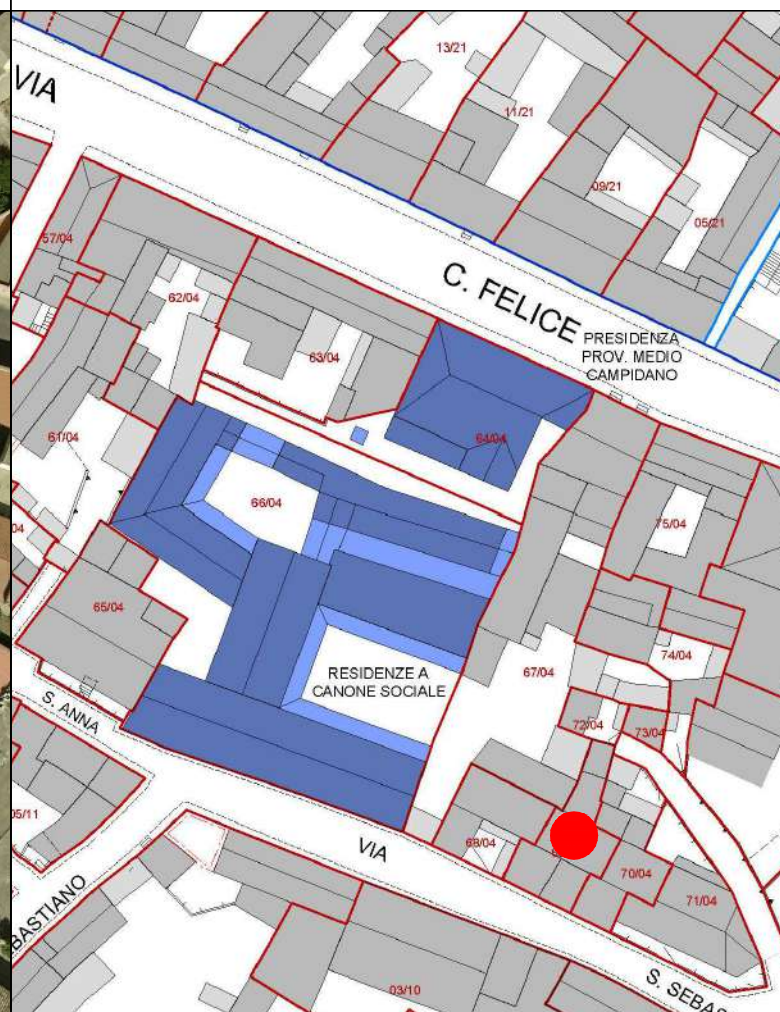 13/21
VIA
11/21
09/21
05/21
57/04
62/04
C. FELICE
PRESIDENZA
PROV. MEDIO
CAMPIDANO
63/04
64/04
61/04
66/04
75/04
04
65/04
RESIDENZE A
CANONE SOCIALE
67/04
74/04
S. ANNA
72/04
73/04
05/11
VIA
68/04
70/04
71/04
BASTIANO
S. SEBAS
03/10